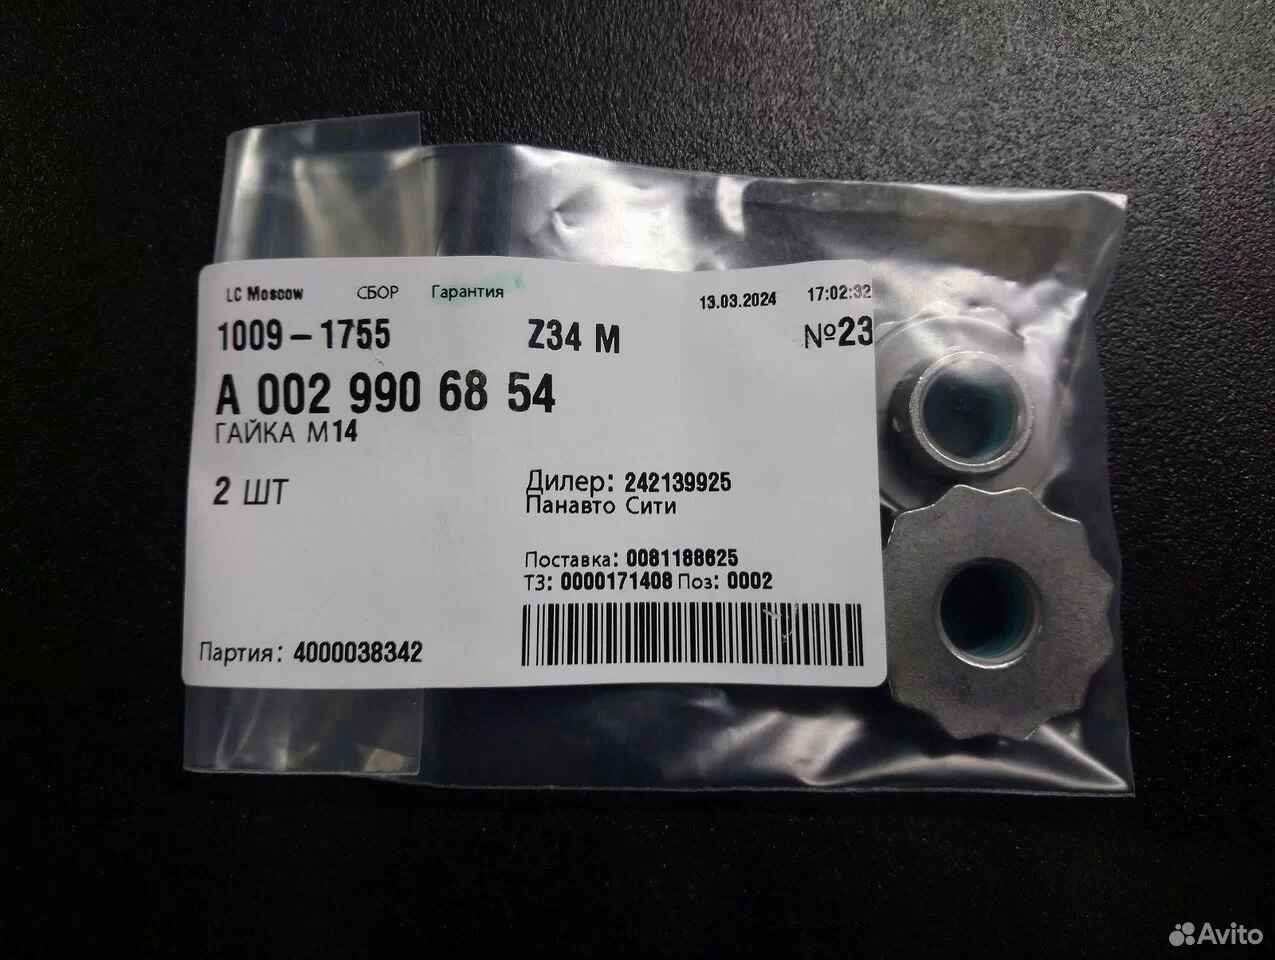 LC Moscow СБОР Гарантия 13.03.2024 17:02:32
1009-1755 Z34 M №23
A 002 990 68 54
ГАЙКА М14
2 ШТ
Дилер: 242139925
Панавто Сити
Поставка: 0081188625
ТЗ: 0000171408 Поз: 0002
Партия: 4000038342
Avito